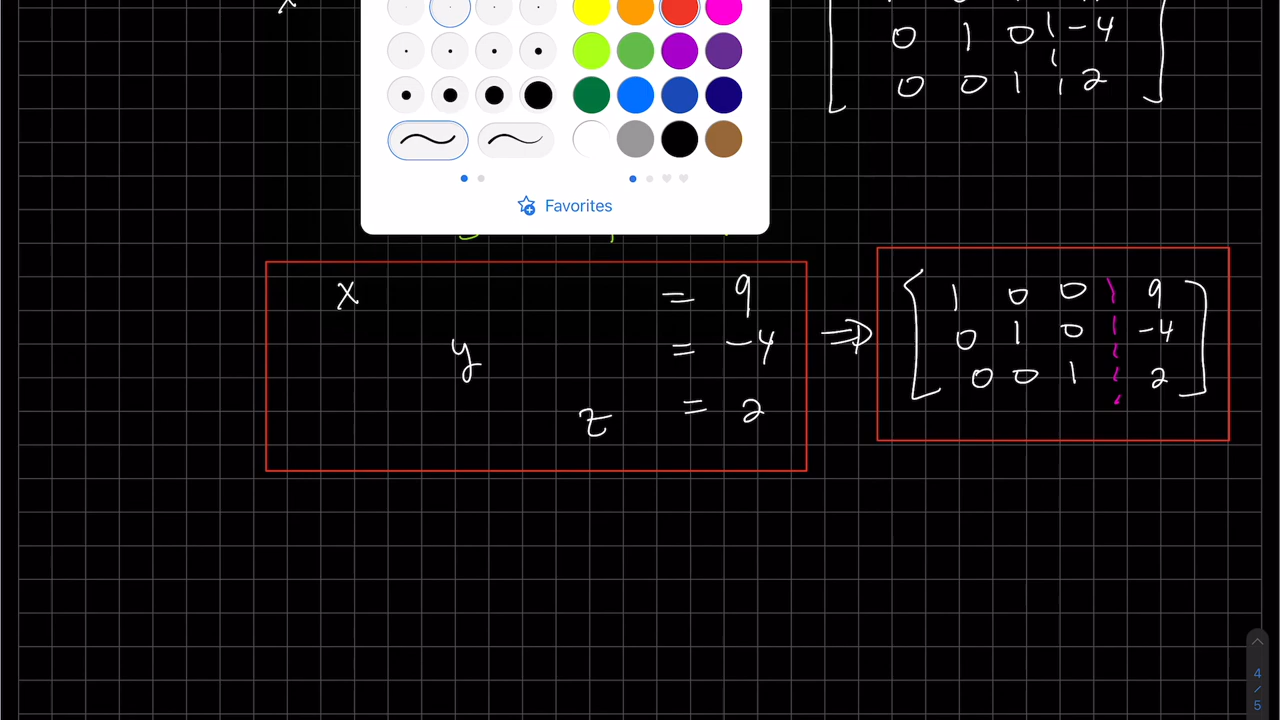 x
0 1 0 | -4
0 0 1 | 2
Favorites
x = 9
y = -4
z = 2
⇒
1 0 0 | 9
0 1 0 | -4
0 0 1 | 2
4
/
5